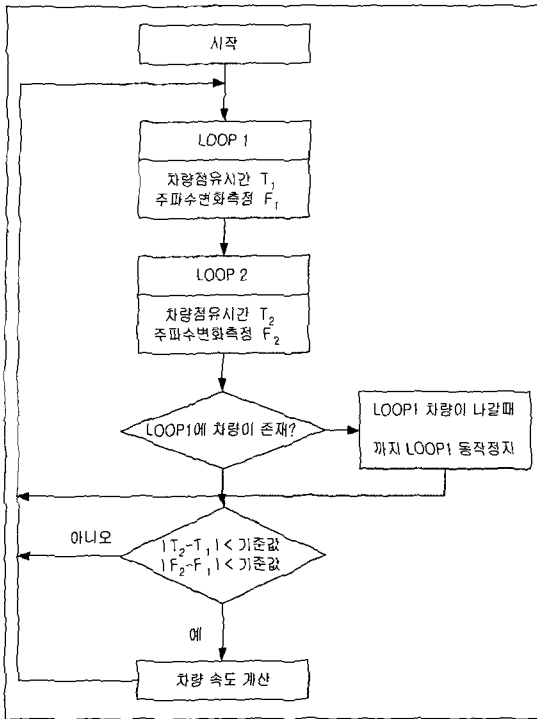 시작
LOOP 1
차량점유시간 T₁
주파수변화측정 F₁
LOOP 2
차량점유시간 T₂
주파수변화측정 F₂
LOOP1에 차량이 존재?
LOOP1 차량이 나갈때
까지 LOOP1 동작정지
아니오
|T₂-T₁|< 기준값
|F₂-F₁|< 기준값
예
차량 속도 계산